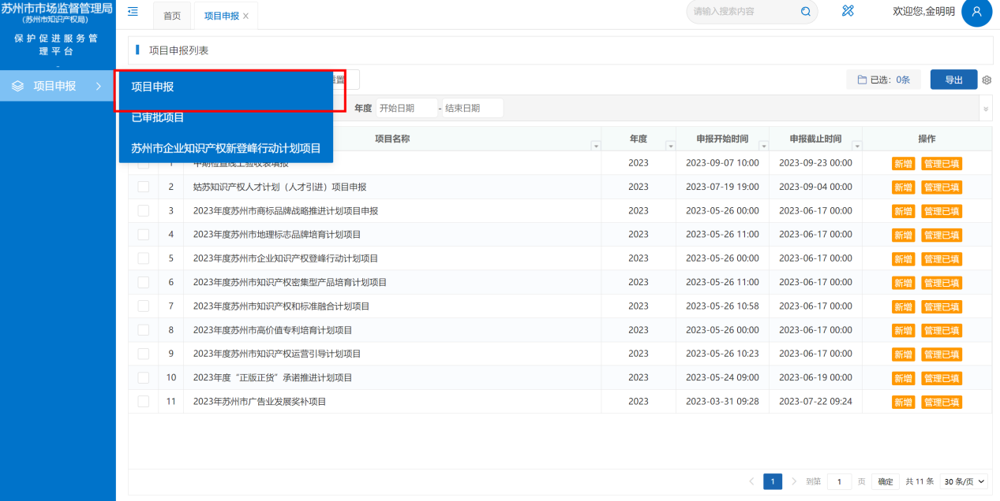 苏州市市场监督管理局
(苏州市知识产权局)
保护促进服务管
理平台
首页
项目申报 X
请输入搜索内容
欢迎您,金明明
项目申报列表
项目申报
项目申报
已审批项目
苏州市企业知识产权新登峰行动计划项目
重置
已选： 0条
导出
年度 开始日期 - 结束日期
项目名称 年度 申报开始时间 申报截止时间 操作
1 中期检查线上验收表填报 2023 2023-09-07 10:00 2023-09-23 00:00 新增 管理已填
2 姑苏知识产权人才计划（人才引进）项目申报 2023 2023-07-19 19:00 2023-09-04 00:00 新增 管理已填
3 2023年度苏州市商标品牌战略推进计划项目申报 2023 2023-05-26 00:00 2023-06-17 00:00 新增 管理已填
4 2023年度苏州市地理标志品牌培育计划项目 2023 2023-05-26 11:00 2023-06-17 00:00 新增 管理已填
5 2023年度苏州市企业知识产权登峰行动计划项目 2023 2023-05-26 00:00 2023-06-17 00:00 新增 管理已填
6 2023年度苏州市知识产权密集型产品培育计划项目 2023 2023-05-26 11:00 2023-06-17 00:00 新增 管理已填
7 2023年度苏州市知识产权和标准融合计划项目 2023 2023-05-26 10:58 2023-06-17 00:00 新增 管理已填
8 2023年度苏州市高价值专利培育计划项目 2023 2023-05-26 00:00 2023-06-17 00:00 新增 管理已填
9 2023年度苏州市知识产权运营引导计划项目 2023 2023-05-26 10:23 2023-06-17 00:00 新增 管理已填
10 2023年度“正版正货”承诺推进计划项目 2023 2023-05-24 09:00 2023-06-19 00:00 新增 管理已填
11 2023年苏州市广告业发展奖补项目 2023 2023-03-31 09:28 2023-07-22 09:24 新增 管理已填
1 到第 1 页 确定 共 11 条 30 条/页